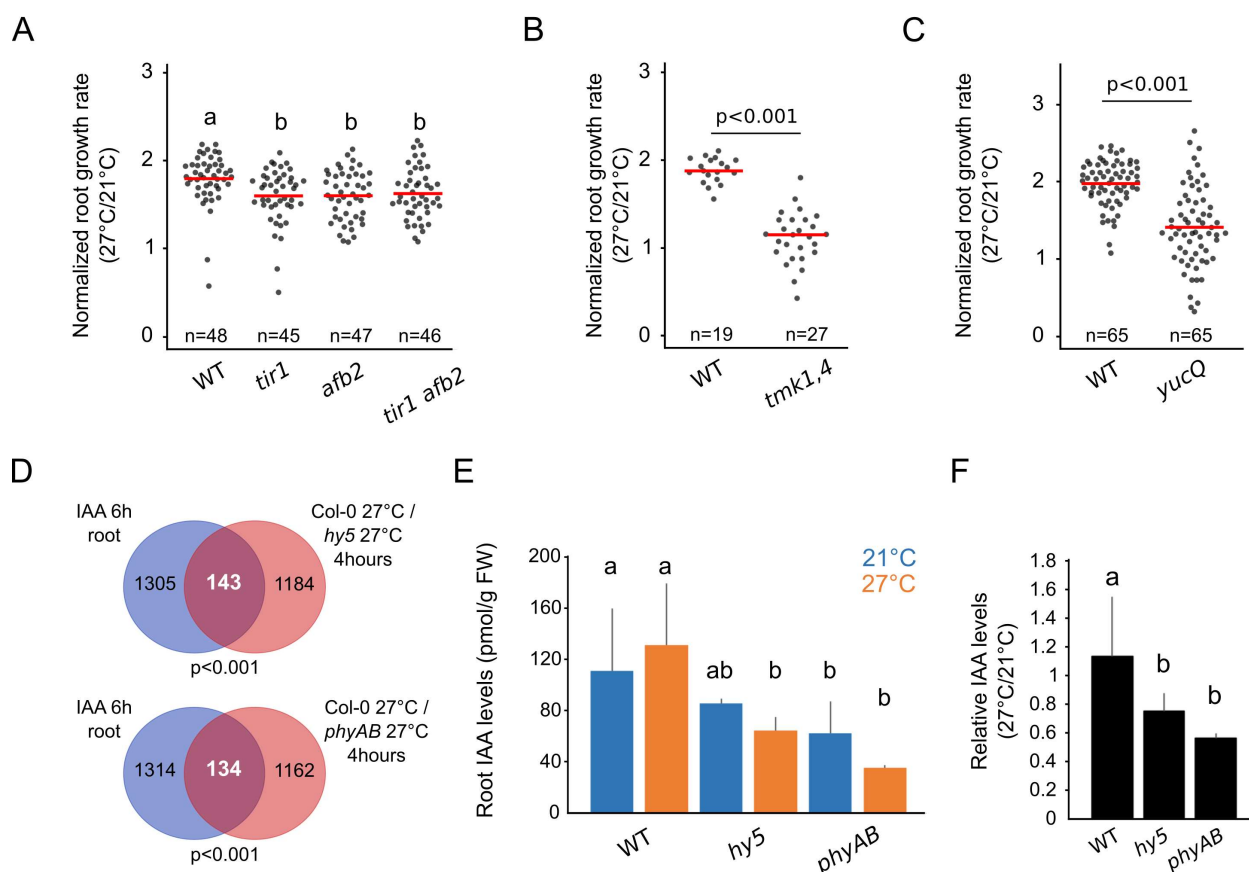 A
Normalized root growth rate
(27°C/21°C)
3
2
1
0
a
b
b
b
n=48
n=45
n=47
n=46
WT
tir1
afb2
tir1 afb2
B
Normalized root growth rate
(27°C/21°C)
3
2
1
0
p<0.001
n=19
n=27
WT
tmk1,4
C
Normalized root growth rate
(27°C/21°C)
3
2
1
0
p<0.001
n=65
n=65
WT
yucQ
D
IAA 6h
root
Col-0 27°C /
hy5 27°C
4hours
1305
143
1184
p<0.001
IAA 6h
root
Col-0 27°C /
phyAB 27°C
4hours
1314
134
1162
p<0.001
E
Root IAA levels (pmol/g FW)
200
160
120
80
40
0
21°C
27°C
a
a
ab
b
b
b
WT
hy5
phyAB
F
Relative IAA levels
(27°C/21°C)
1.8
1.6
1.4
1.2
1
0.8
0.6
0.4
0.2
0
a
b
b
WT
hy5
phyAB